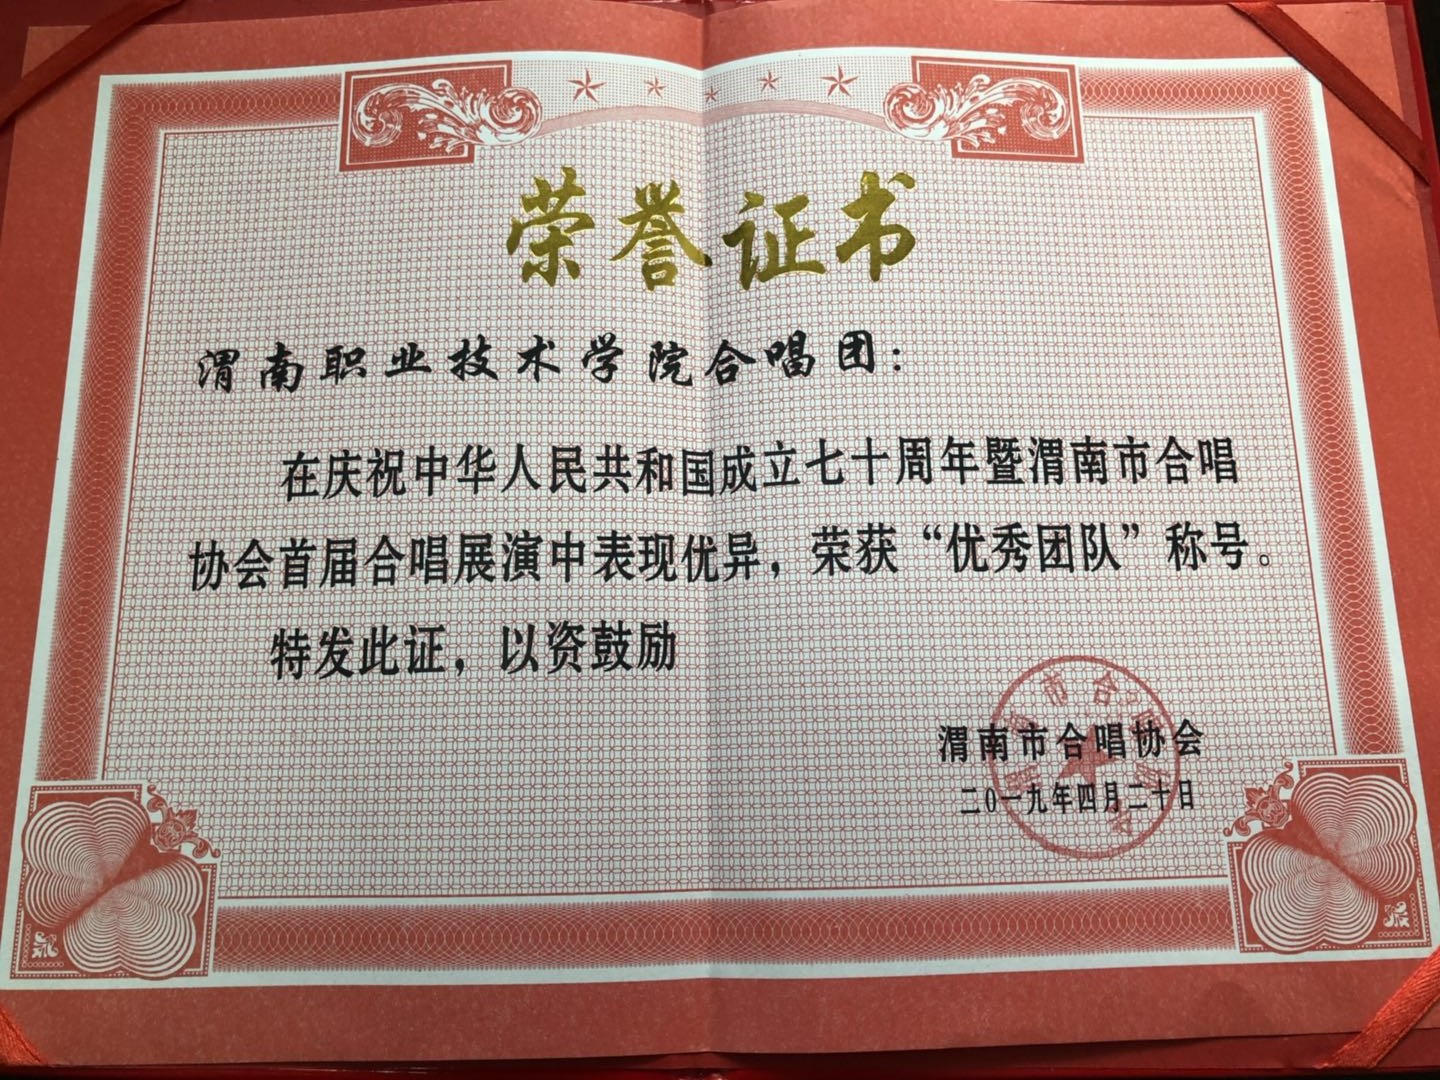 荣誉证书
渭南职业技术学院合唱团：
在庆祝中华人民共和国成立七十周年暨渭南市合唱
协会首届合唱展演中表现优异，荣获“优秀团队”称号。
特发此证，以资鼓励
渭南市合唱协会
二〇一九年四月二十日